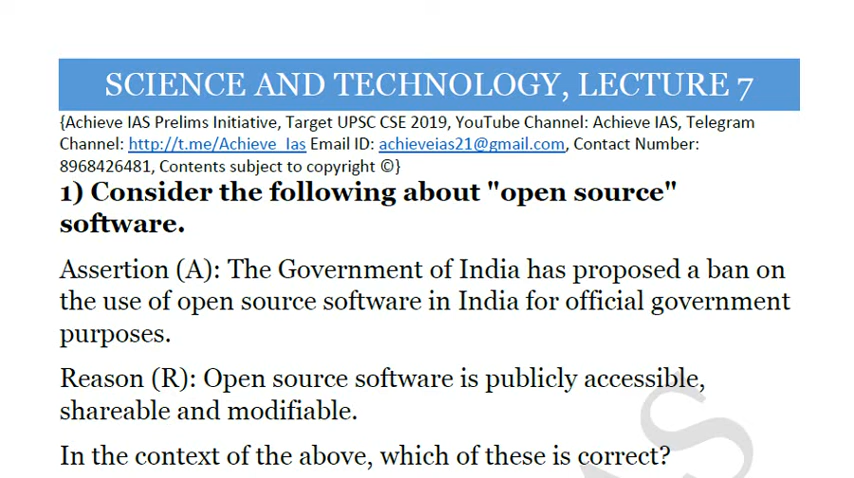 SCIENCE AND TECHNOLOGY, LECTURE 7
{Achieve IAS Prelims Initiative, Target UPSC CSE 2019, YouTube Channel: Achieve IAS, Telegram
Channel: http://t.me/Achieve_Ias Email ID: achieveias21@gmail.com, Contact Number:
8968426481, Contents subject to copyright ©}
1) Consider the following about "open source"
software.
Assertion (A): The Government of India has proposed a ban on
the use of open source software in India for official government
purposes.
Reason (R): Open source software is publicly accessible,
shareable and modifiable.
In the context of the above, which of these is correct?